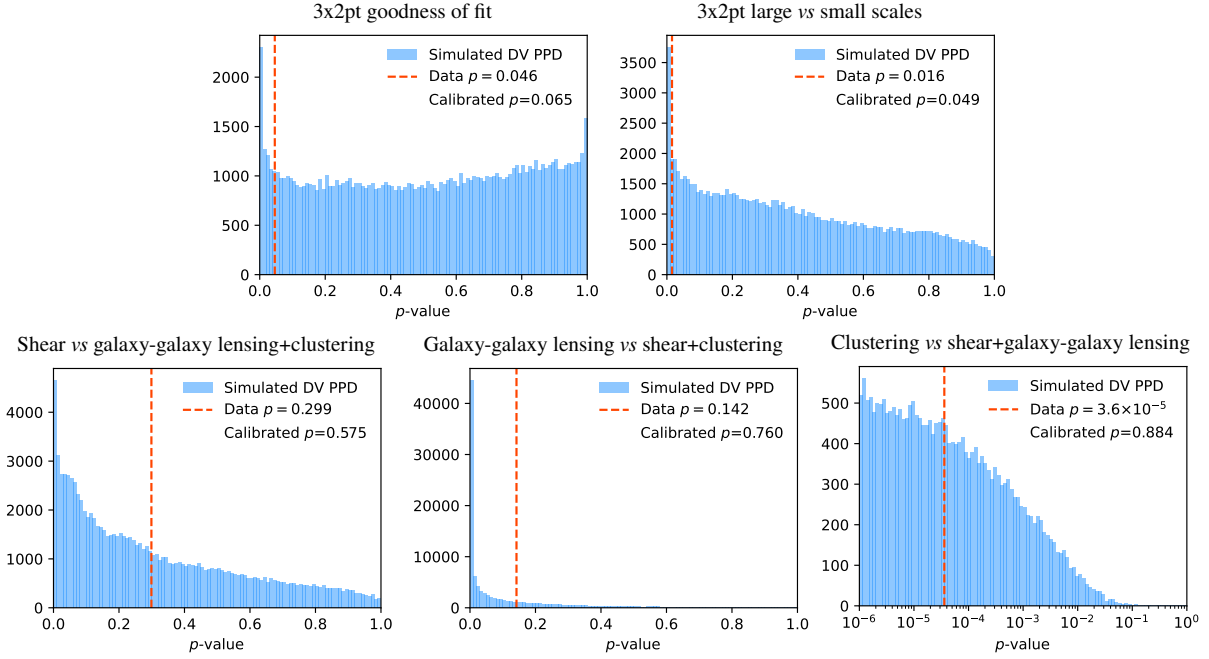 3x2pt goodness of fit
2000
1500
1000
500
0
0.0 0.2 0.4 0.6 0.8 1.0
p-value
Simulated DV PPD
Data p = 0.046
Calibrated p=0.065
3x2pt large vs small scales
3500
3000
2500
2000
1500
1000
500
0
0.0 0.2 0.4 0.6 0.8 1.0
p-value
Simulated DV PPD
Data p = 0.016
Calibrated p=0.049
Shear vs galaxy-galaxy lensing+clustering
4000
3000
2000
1000
0
0.0 0.2 0.4 0.6 0.8 1.0
p-value
Simulated DV PPD
Data p = 0.299
Calibrated p=0.575
Galaxy-galaxy lensing vs shear+clustering
40000
30000
20000
10000
0
0.0 0.2 0.4 0.6 0.8 1.0
p-value
Simulated DV PPD
Data p = 0.142
Calibrated p=0.760
Clustering vs shear+galaxy-galaxy lensing
500
400
300
200
100
0
10⁻⁶ 10⁻⁵ 10⁻⁴ 10⁻³ 10⁻² 10⁻¹ 10⁰
p-value
Simulated DV PPD
Data p = 3.6×10⁻⁵
Calibrated p=0.884